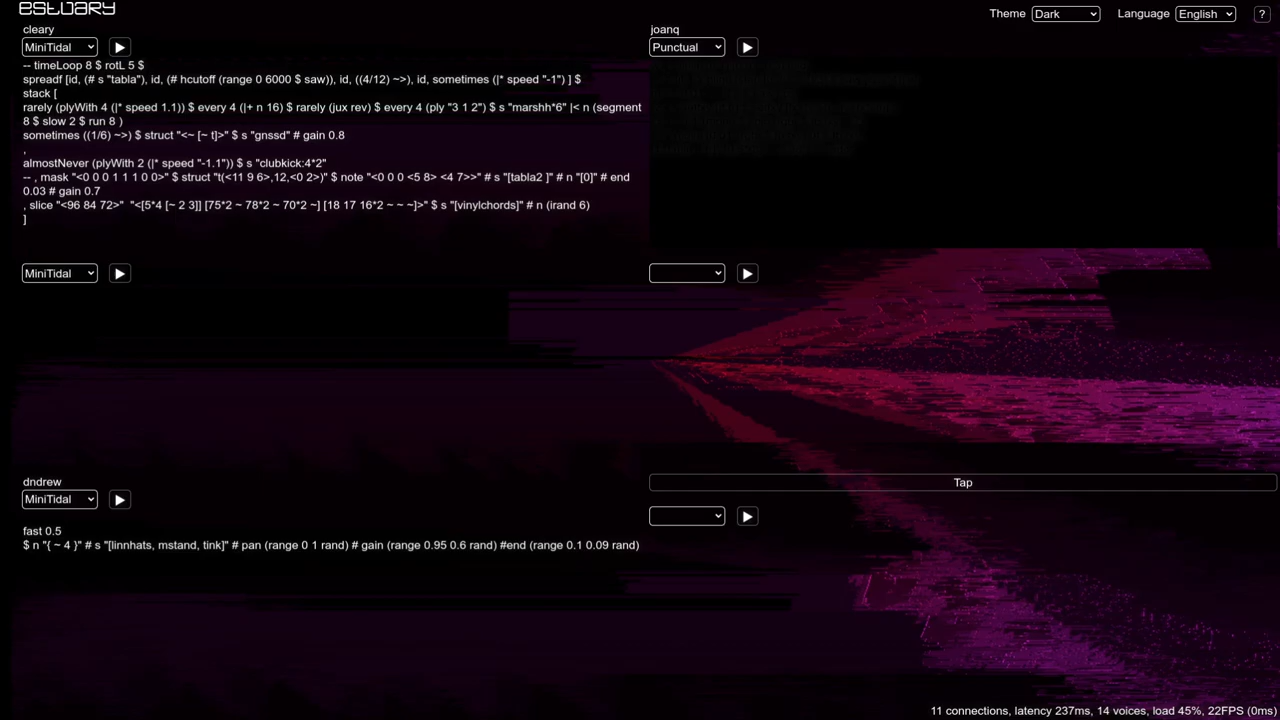 estuary
Theme Dark Language English ?
cleary
MiniTidal
-- timeLoop 8 $ rotL 5 $
spreadf [id, (# s "tabla"), id, (# hcutoff (range 0 6000 $ saw)), id, ((4/12) ~>), id, sometimes (|* speed "-1") ] $
stack [
rarely (plyWith 4 (|* speed 1.1)) $ every 4 (|+ n 16) $ rarely (jux rev) $ every 4 (ply "3 1 2") $ s "marshh*6" |< n (segment
8 $ slow 2 $ run 8 )
sometimes ((1/6) ~>) $ struct "<~ [~ t]>" $ s "gnssd" # gain 0.8
,
almostNever (plyWith 2 (|* speed "-1.1")) $ s "clubkick:4*2"
-- , mask "<0 0 0 1 1 1 0 0>" $ struct "t(<11 9 6>,12,<0 2>)" $ note "<0 0 0 <5 8> <4 7>>" # s "[tabla2 ]" # n "[0]" # end
0.03 # gain 0.7
, slice "<96 84 72>"  "<[5*4 [~ 2 3]] [75*2 ~ 78*2 ~ 70*2 ~] [18 17 16*2 ~ ~ ~]>" $ s "[vinylchords]" # n (irand 6)
]
joanq
Punctual
MiniTidal
dndrew
MiniTidal
fast 0.5
$ n "{ ~ 4 }" # s "[linnhats, mstand, tink]" # pan (range 0 1 rand) # gain (range 0.95 0.6 rand) #end (range 0.1 0.09 rand)
Tap
11 connections, latency 237ms, 14 voices, load 45%, 22FPS (0ms)